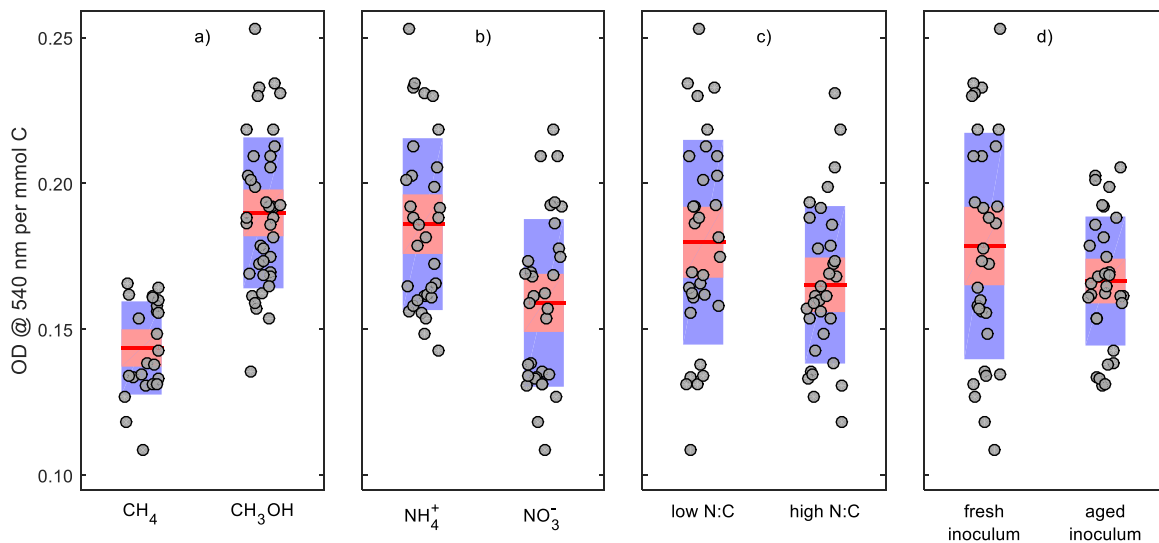 a)
b)
c)
d)
OD @ 540 nm per mmol C
0.25
0.20
0.15
0.10
CH₄
CH₃OH
NH₄⁺
NO₃⁻
low N:C
high N:C
fresh inoculum
aged inoculum